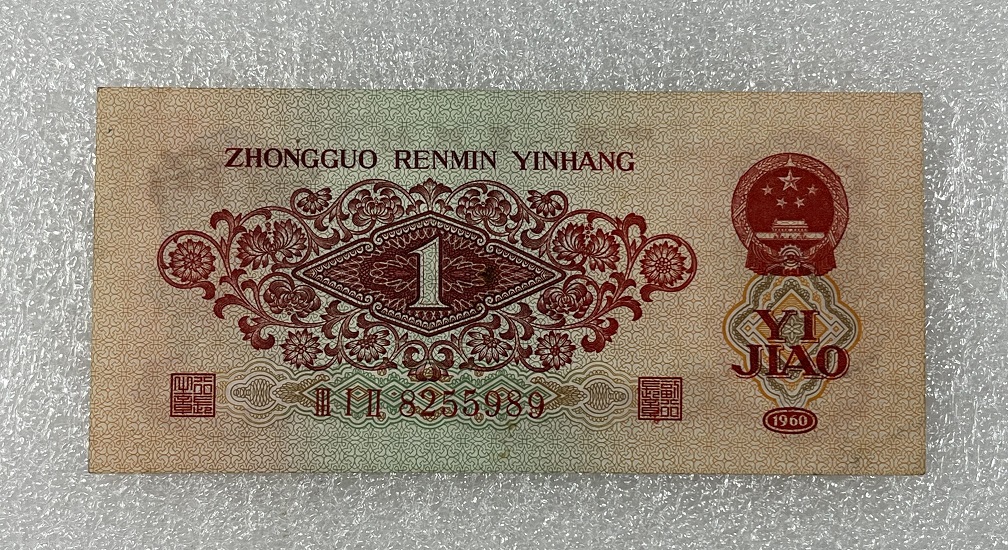 ZHONGGUO RENMIN YINHANG
1
YI
JIAO
III I II 8255989
1960